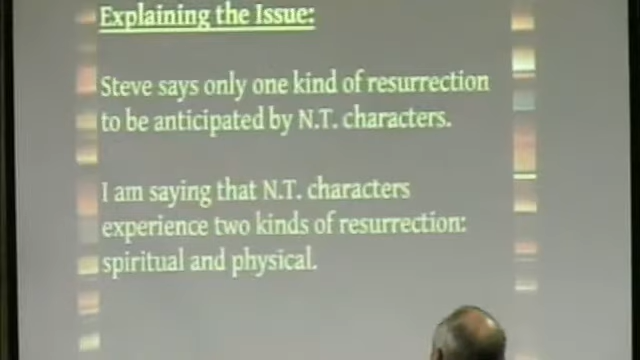 Explaining the Issue:
Steve says only one kind of resurrection
to be anticipated by N.T. characters.
I am saying that N.T. characters
experience two kinds of resurrection:
spiritual and physical.